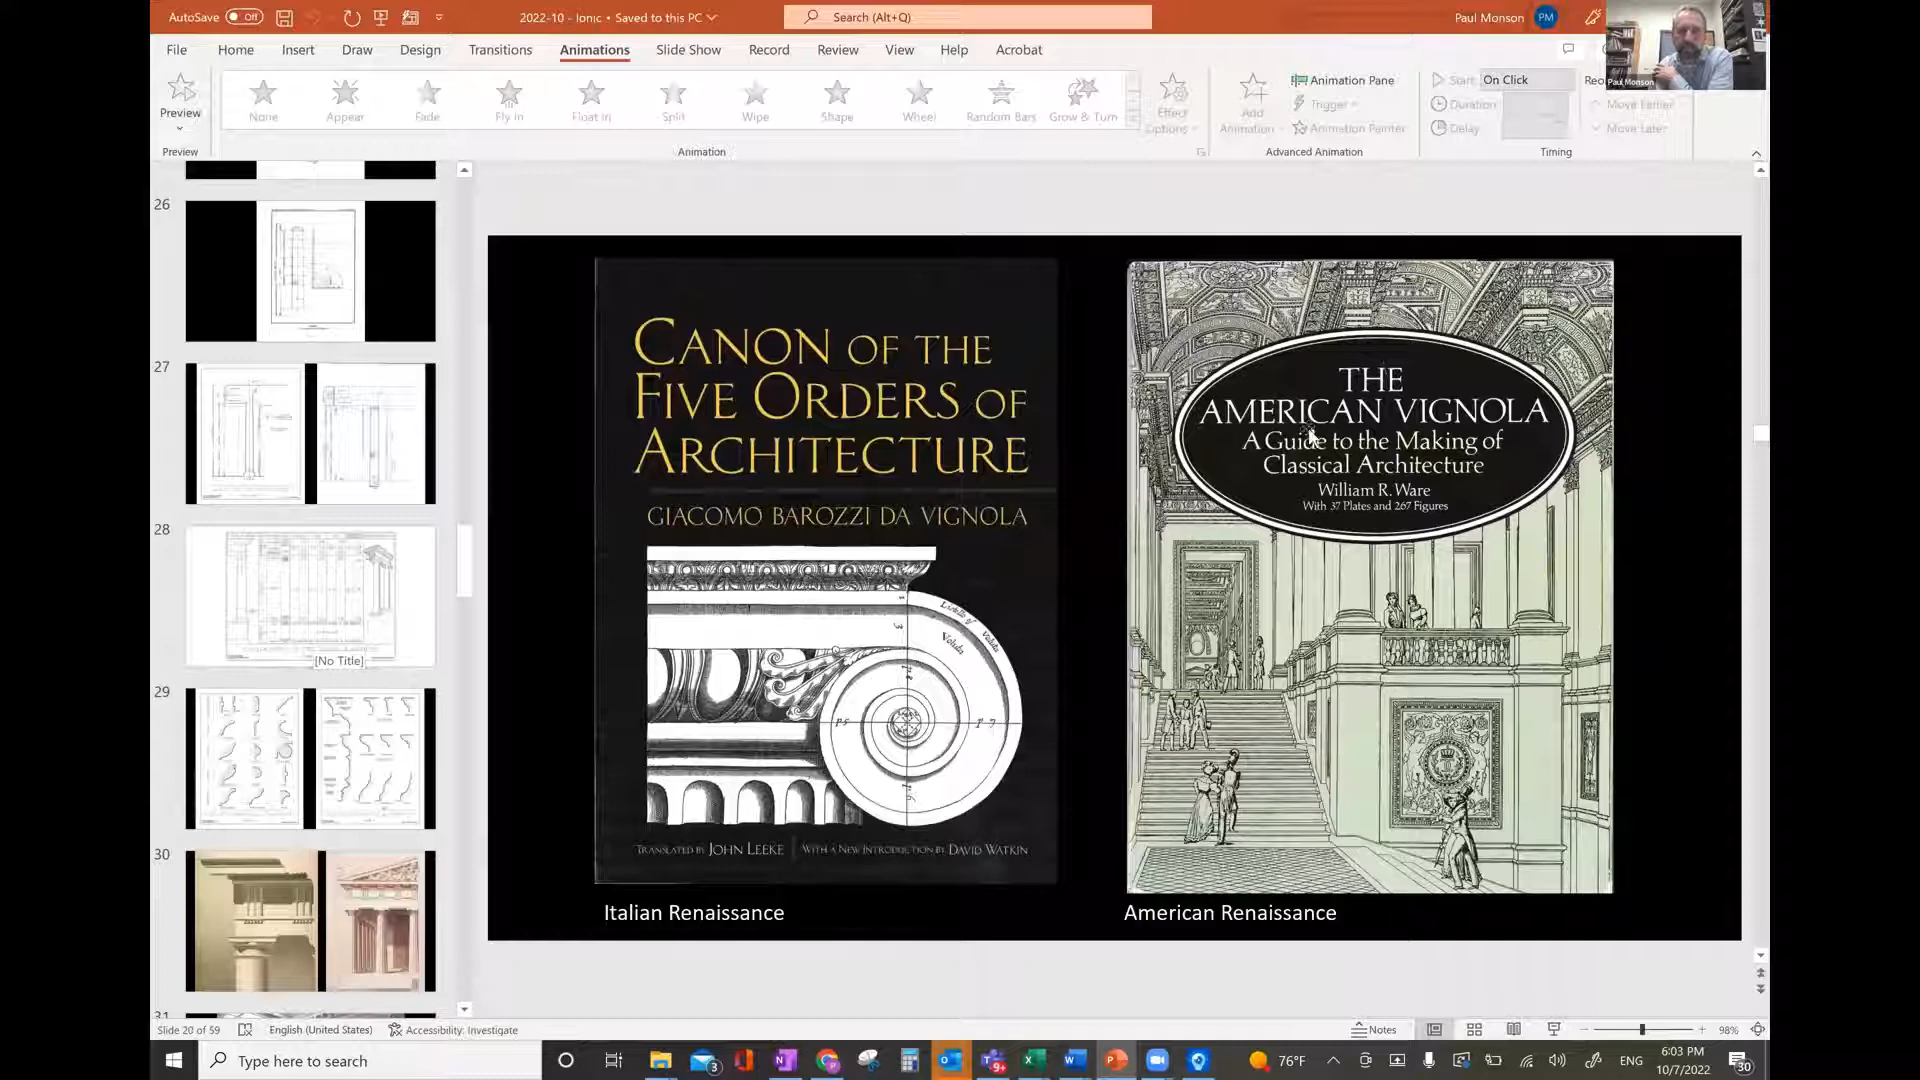 AutoSave Off
2022-10 - Ionic • Saved to this PC
Search (Alt+Q)
Paul Monson PM
File Home Insert Draw Design Transitions Animations Slide Show Record Review View Help Acrobat
Preview
None Appear Fade Fly In Float In Split Wipe Shape Wheel Random Bars Grow & Turn
Effect Options
Add Animation
Animation Pane
Trigger
Animation Painter
Start: On Click
Duration
Delay
Move Earlier
Move Later
Paul Monson
Preview
Animation
Advanced Animation
Timing
26
27
28
[No Title]
29
30
31
CANON OF THE
FIVE ORDERS OF
ARCHITECTURE
GIACOMO BAROZZI DA VIGNOLA
TRANSLATED BY JOHN LEEKE | WITH A NEW INTRODUCTION BY DAVID WATKIN
Italian Renaissance
THE
AMERICAN VIGNOLA
A Guide to the Making of
Classical Architecture
William R. Ware
With 37 Plates and 267 Figures
American Renaissance
Slide 20 of 59
English (United States)
Accessibility: Investigate
Notes
98%
Type here to search
3
9+
76°F
ENG
6:03 PM
10/7/2022
30